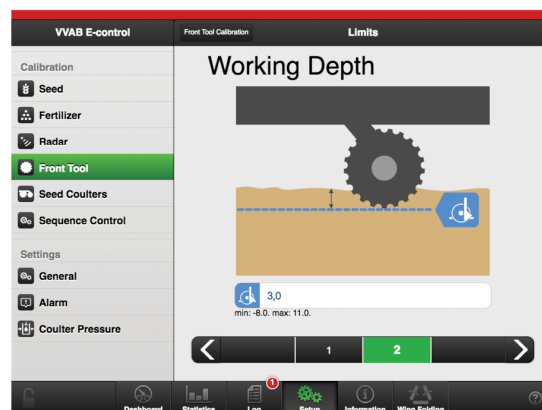 VVAB E-control
Front Tool Calibration
Limits
Calibration
Seed
Fertilizer
Radar
Front Tool
Seed Coulters
Sequence Control
Settings
General
Alarm
Coulter Pressure
Working Depth
3,0
min: -8.0. max: 11.0.
1
2
1
Dashboard
Statistics
Log
Setup
Information
Wing Folding
?